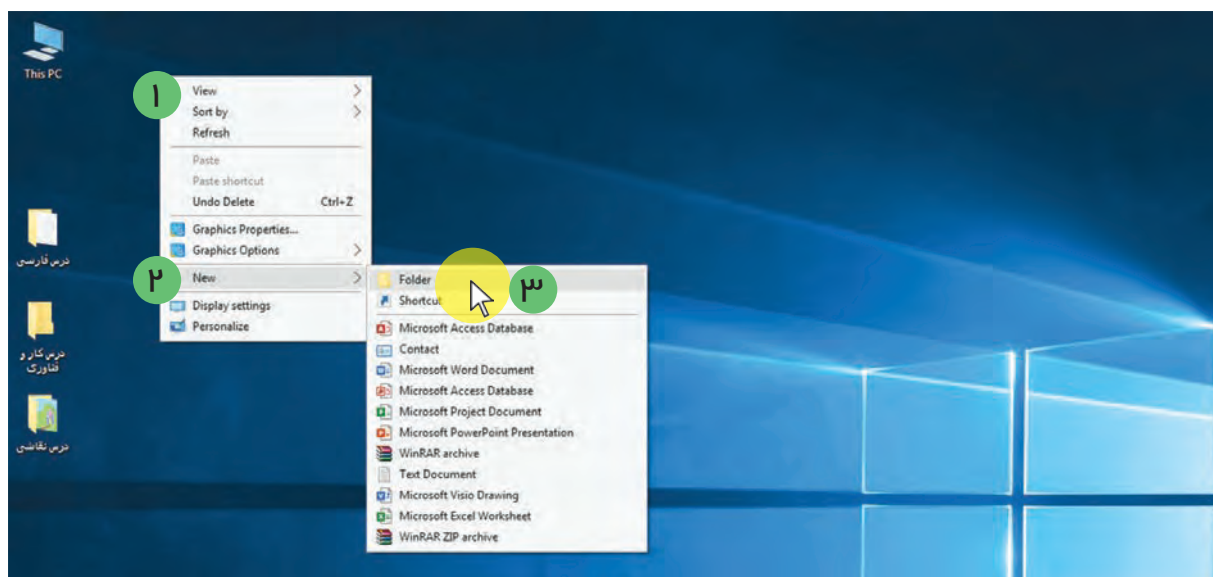 This PC
درس فارسی
درس کار و
فناوری
درس نقاشی
۱
View
Sort by
Refresh
Paste
Paste shortcut
Undo Delete Ctrl+Z
Graphics Properties...
Graphics Options
۲
New
Display settings
Personalize
Folder
۳
Shortcut
Microsoft Access Database
Contact
Microsoft Word Document
Microsoft Access Database
Microsoft Project Document
Microsoft PowerPoint Presentation
WinRAR archive
Text Document
Microsoft Visio Drawing
Microsoft Excel Worksheet
WinRAR ZIP archive